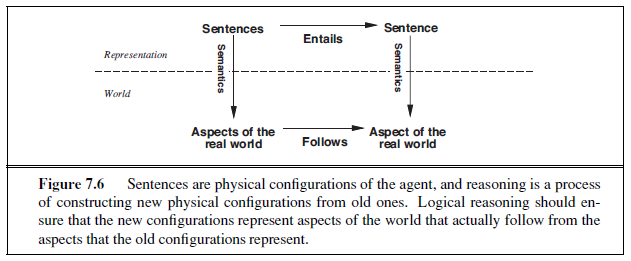 Sentences
Entails
Sentence
Representation
Semantics
Semantics
World
Aspects of the
real world
Follows
Aspect of the
real world
Figure 7.6 Sentences are physical configurations of the agent, and reasoning is a process
of constructing new physical configurations from old ones. Logical reasoning should en-
sure that the new configurations represent aspects of the world that actually follow from the
aspects that the old configurations represent.